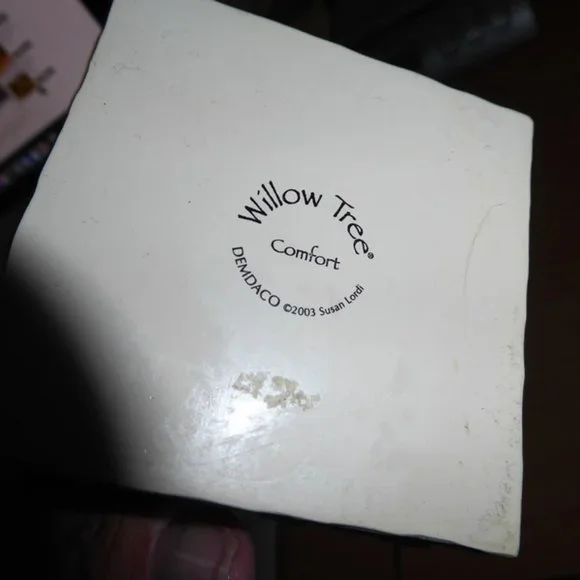 Willow Tree®
Comfort
DEMDACO ©2003 Susan Lordi